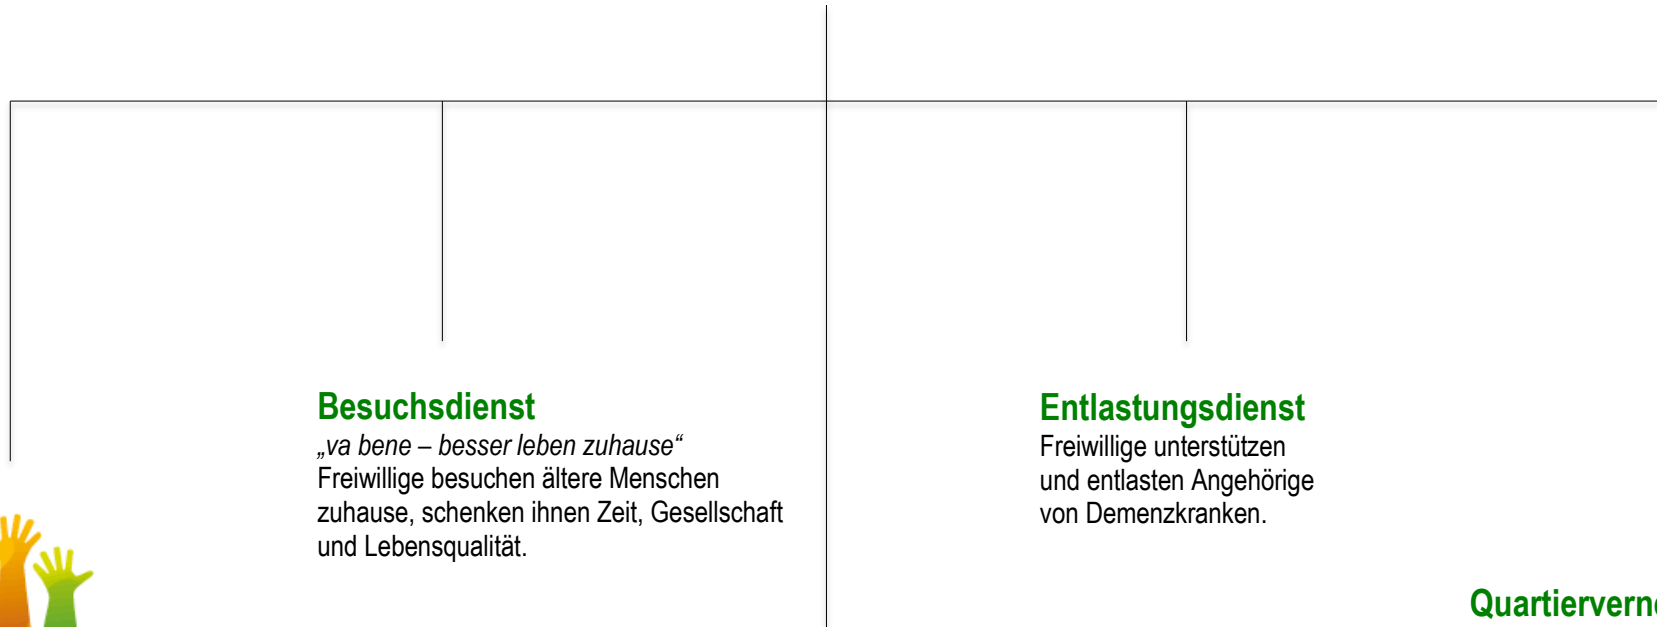 Besuchsdienst
„va bene – besser leben zuhause“
Freiwillige besuchen ältere Menschen
zuhause, schenken ihnen Zeit, Gesellschaft
und Lebensqualität.
Entlastungsdienst
Freiwillige unterstützen
und entlasten Angehörige
von Demenzkranken.